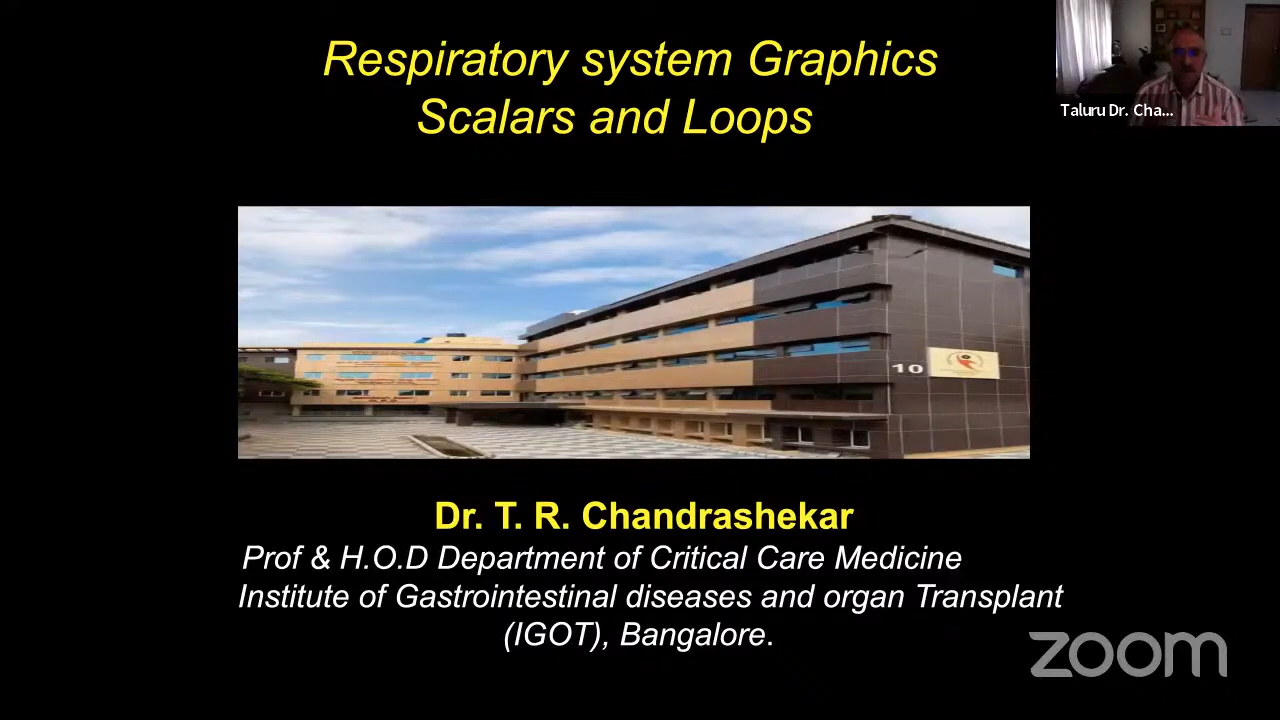 Respiratory system Graphics
Scalars and Loops
Taluru Dr. Cha...
10
Dr. T. R. Chandrashekar
Prof & H.O.D Department of Critical Care Medicine
Institute of Gastrointestinal diseases and organ Transplant
(IGOT), Bangalore.
zoom